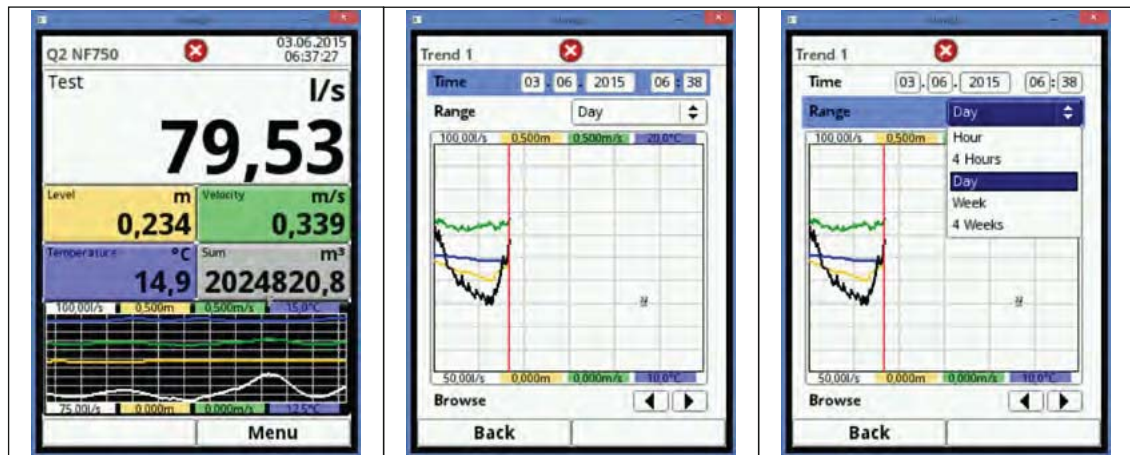 Q2 NF750
03.06.2015
06:37:27
Test
l/s
79,53
Level
m
0,234
Velocity
m/s
0,339
Temperature
°C
14,9
Sum
m³
2024820,8
100,00l/s 0,500m 0,500m/s 15,0°C
75,00l/s 0,000m 0,000m/s 12,5°C
Menu
Trend 1
Time 03 . 06 . 2015 06 : 38
Range Day
100,00l/s 0,500m 0,500m/s 20,0°C
50,00l/s 0,000m 0,000m/s 10,0°C
Browse
Back
Trend 1
Time 03 . 06 . 2015 06 : 38
Range Day
100,00l/s 0,500m
Hour
4 Hours
Day
Week
4 Weeks
50,00l/s 0,000m 0,000m/s 10,0°C
Browse
Back